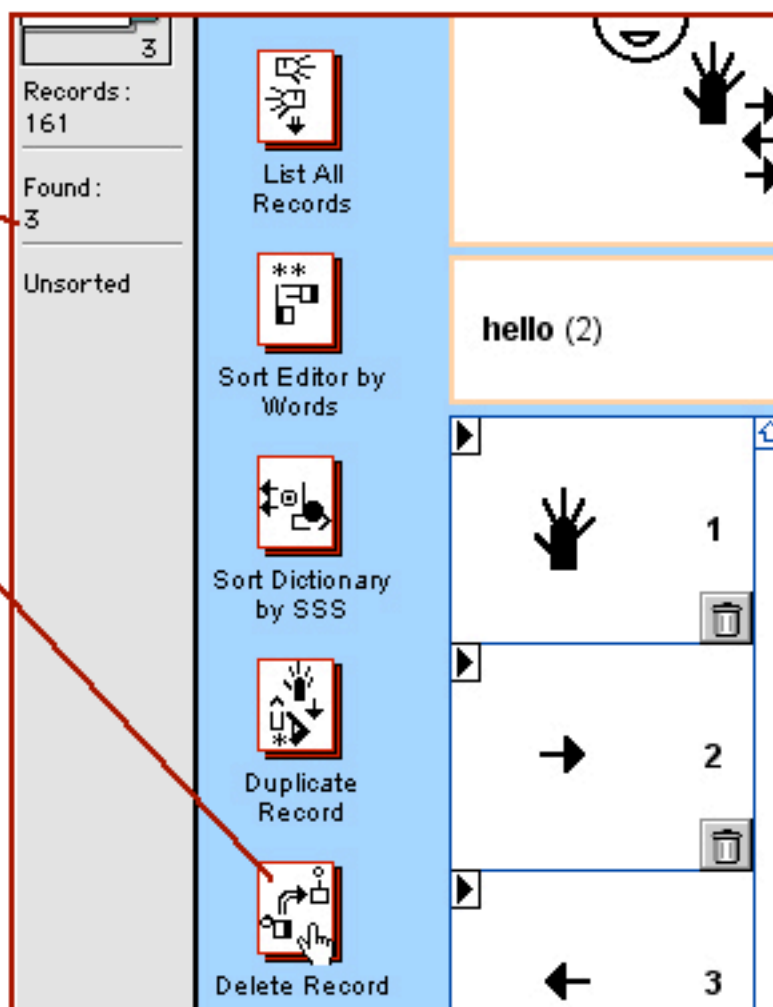 3
Records:
161
Found:
3
Unsorted
List All
Records
Sort Editor by
Words
Sort Dictionary
by SSS
Duplicate
Record
Delete Record
hello (2)
1
2
3